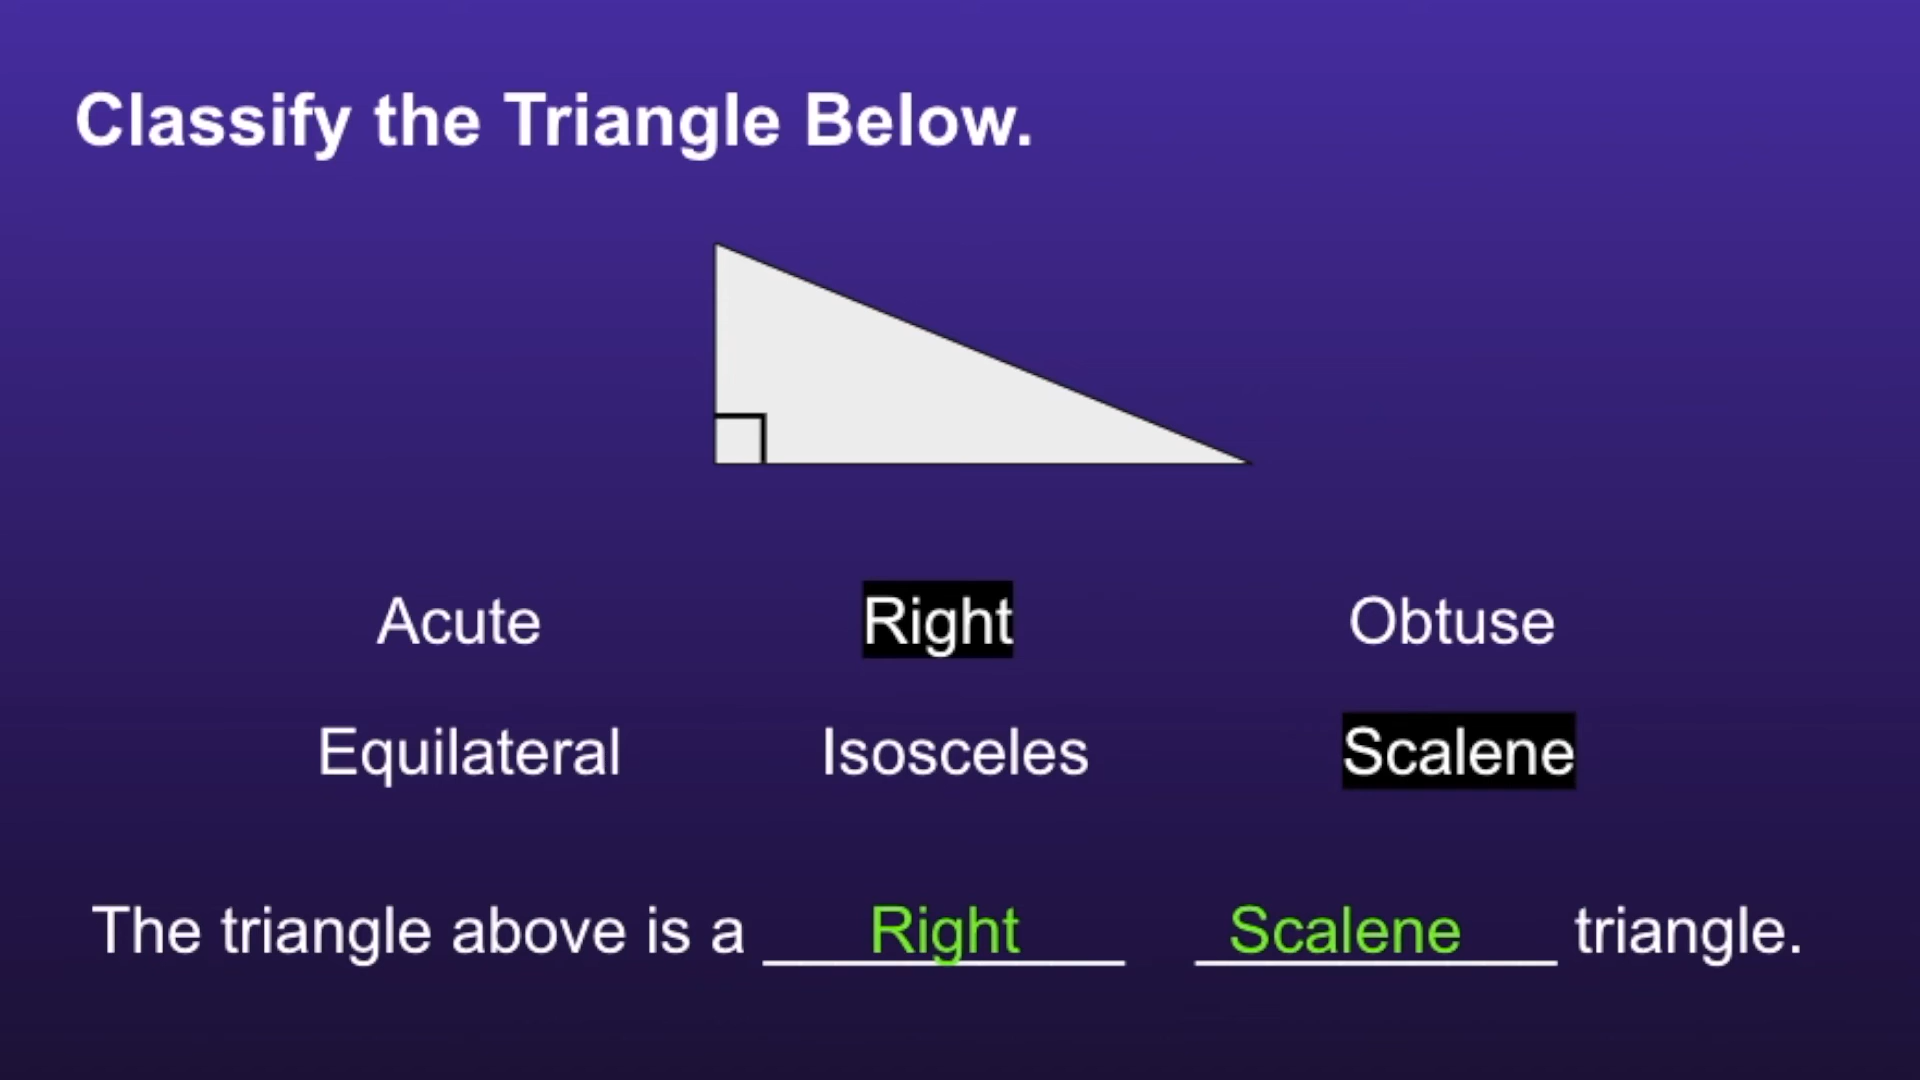 Classify the Triangle Below.
Acute Right Obtuse
Equilateral Isosceles Scalene
The triangle above is a Right Scalene triangle.